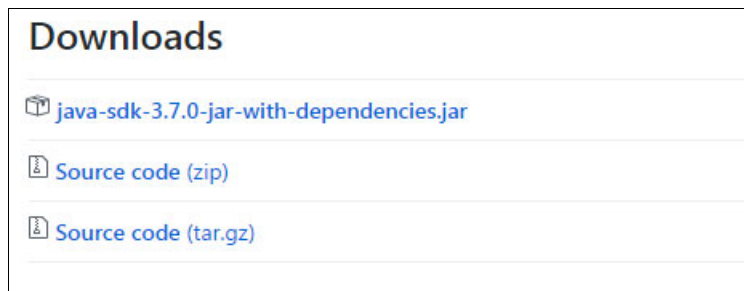 Downloads
java-sdk-3.7.0-jar-with-dependencies.jar
Source code (zip)
Source code (tar.gz)